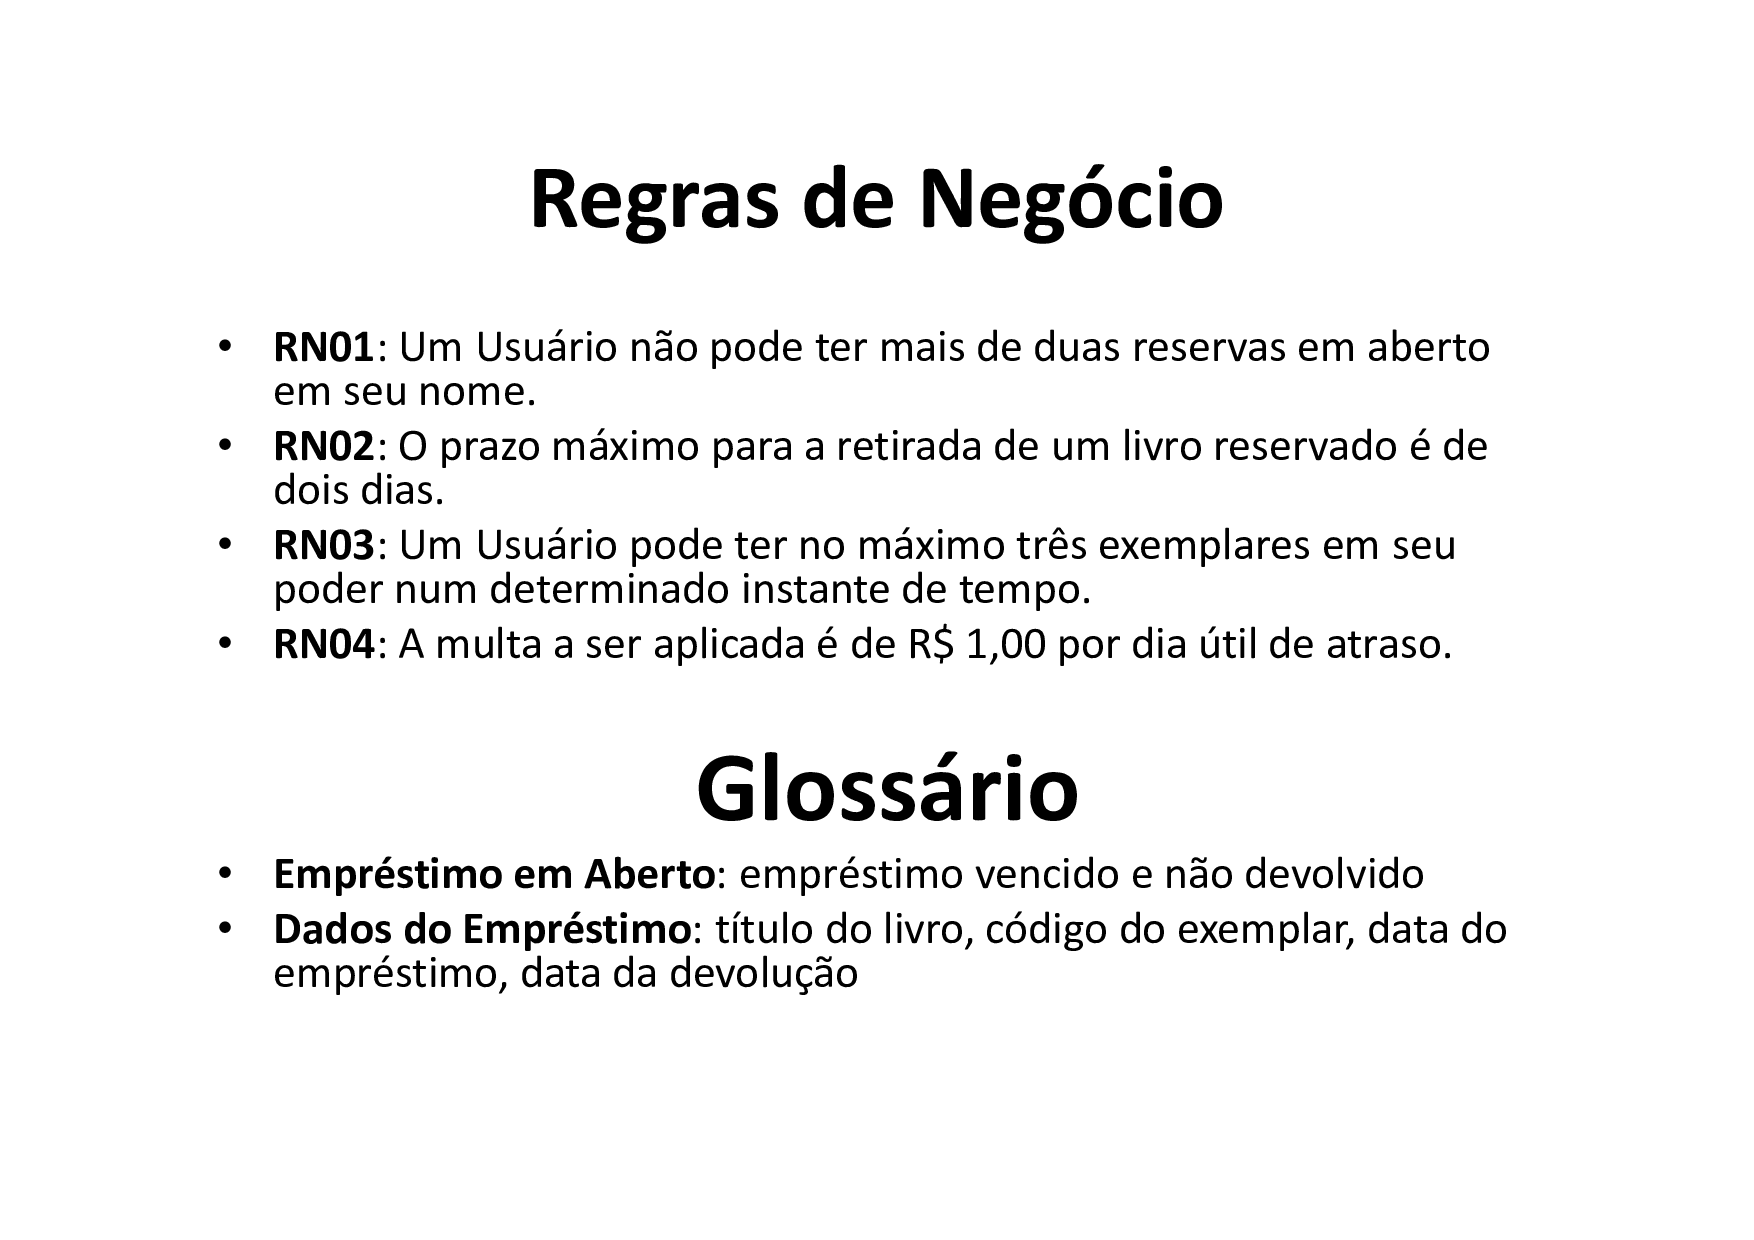 Regras de Negócio
• RN01: Um Usuário não pode ter mais de duas reservas em aberto
em seu nome.
• RN02: O prazo máximo para a retirada de um livro reservado é de
dois dias.
• RN03: Um Usuário pode ter no máximo três exemplares em seu
poder num determinado instante de tempo.
• RN04: A multa a ser aplicada é de R$ 1,00 por dia útil de atraso.
Glossário
• Empréstimo em Aberto: empréstimo vencido e não devolvido
• Dados do Empréstimo: título do livro, código do exemplar, data do
empréstimo, data da devolução